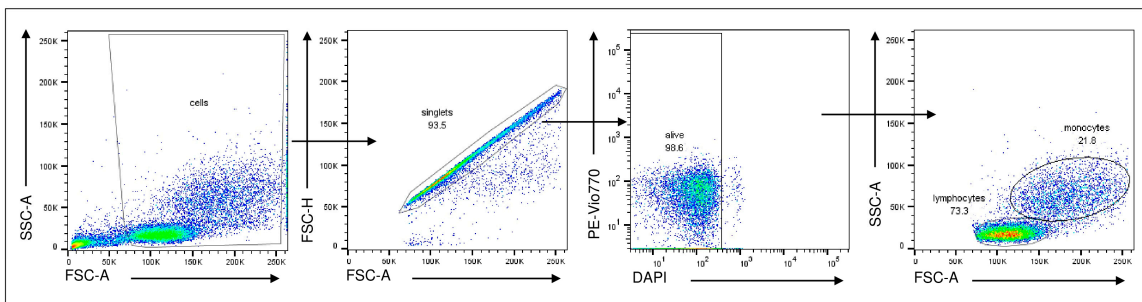 250K
200K
150K
100K
50K
0
0 50K 100K 150K 200K 250K
SSC-A
FSC-A
cells
250K
200K
150K
100K
50K
0
0 50K 100K 150K 200K 250K
FSC-H
FSC-A
singlets
93.5
10^5
10^4
10^3
10^2
10^1
10^1 10^2 10^3 10^4 10^5
PE-Vio770
DAPI
alive
98.6
250K
200K
150K
100K
50K
0
0 50K 100K 150K 200K 250K
SSC-A
FSC-A
monocytes
21.8
lymphocytes
73.3